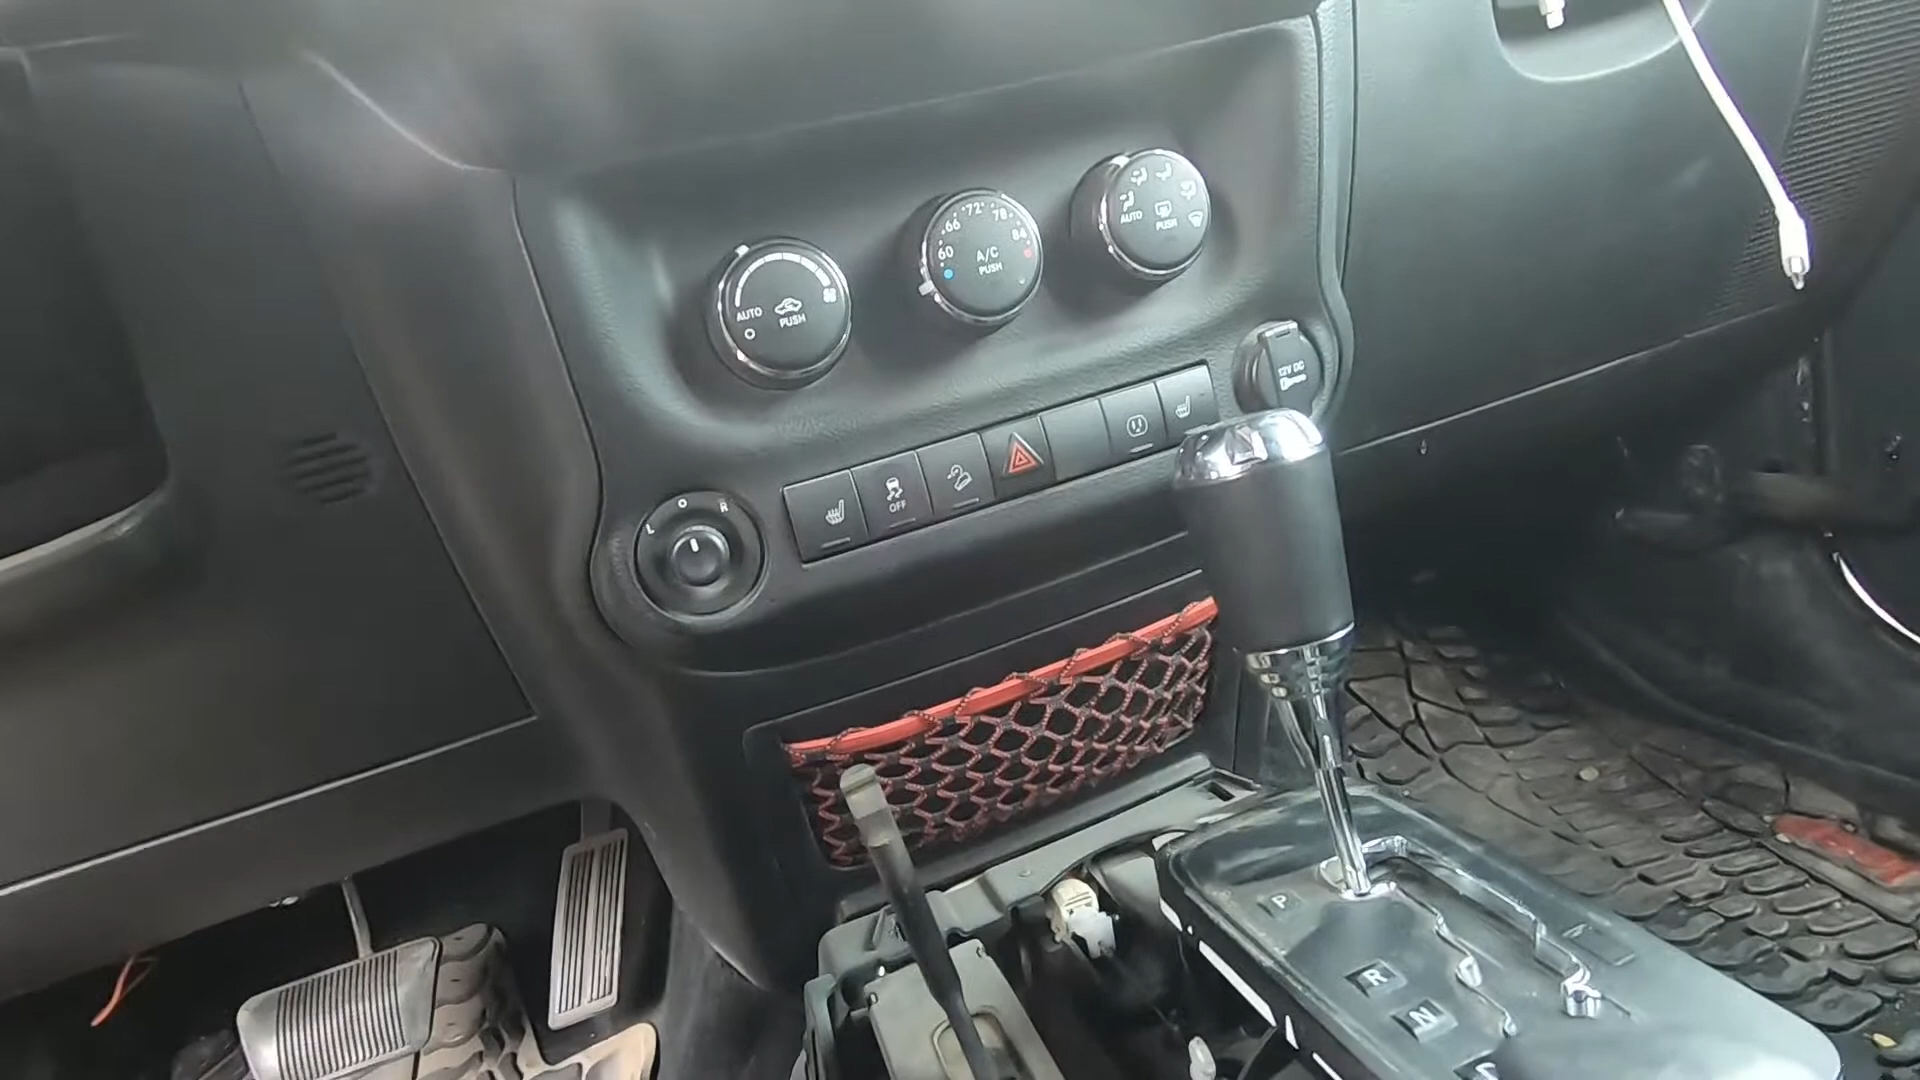 AUTO
PUSH
60
66
72
78
84
A/C
PUSH
AUTO
PUSH
12V DC
L O R
OFF
P
R
N